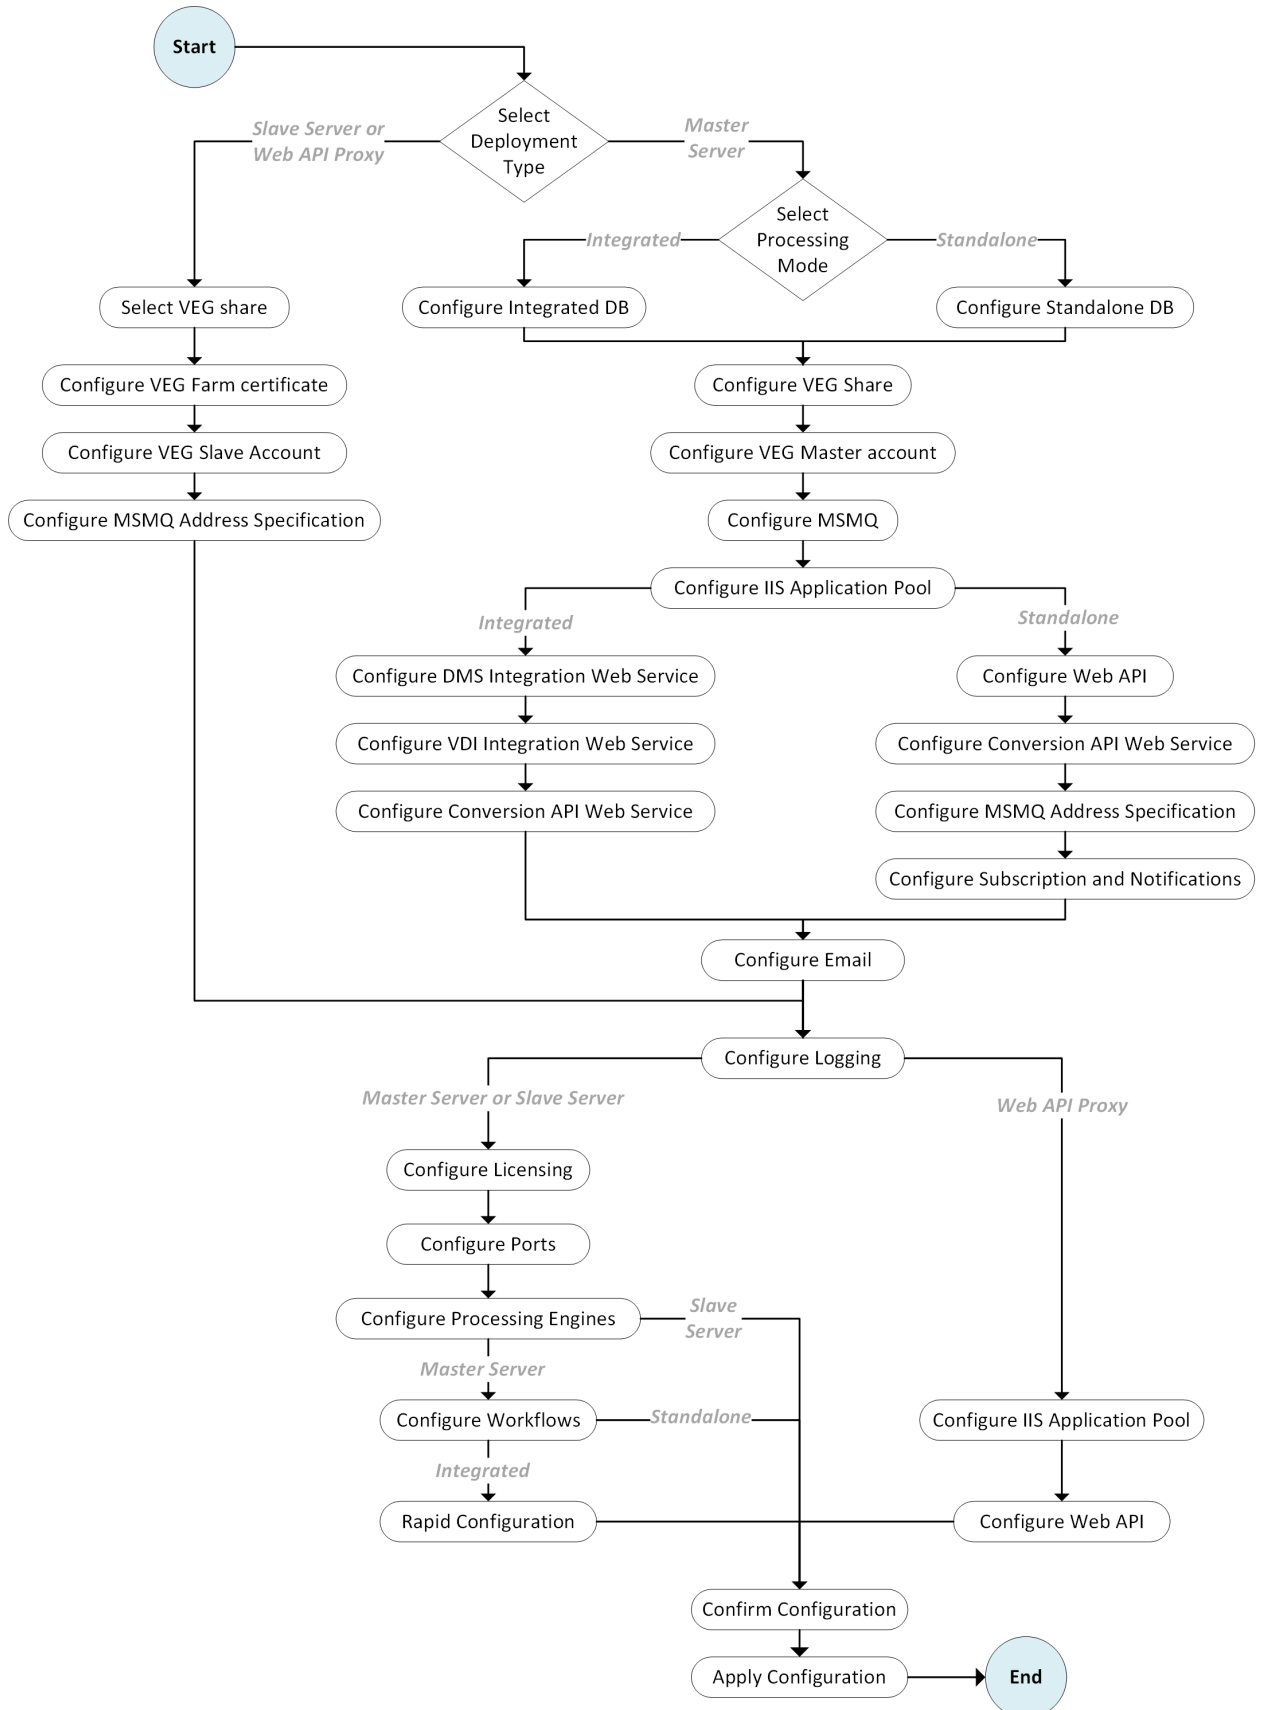 Start
Select
Deployment
Type
Slave Server or
Web API Proxy
Master
Server
Select
Processing
Mode
Integrated
Standalone
Select VEG share
Configure Integrated DB
Configure Standalone DB
Configure VEG Farm certificate
Configure VEG Share
Configure VEG Slave Account
Configure VEG Master account
Configure MSMQ Address Specification
Configure MSMQ
Configure IIS Application Pool
Integrated
Standalone
Configure DMS Integration Web Service
Configure Web API
Configure VDI Integration Web Service
Configure Conversion API Web Service
Configure Conversion API Web Service
Configure MSMQ Address Specification
Configure Subscription and Notifications
Configure Email
Configure Logging
Master Server or Slave Server
Web API Proxy
Configure Licensing
Configure Ports
Configure Processing Engines
Slave
Server
Master Server
Configure Workflows
Standalone
Configure IIS Application Pool
Integrated
Rapid Configuration
Configure Web API
Confirm Configuration
Apply Configuration
End